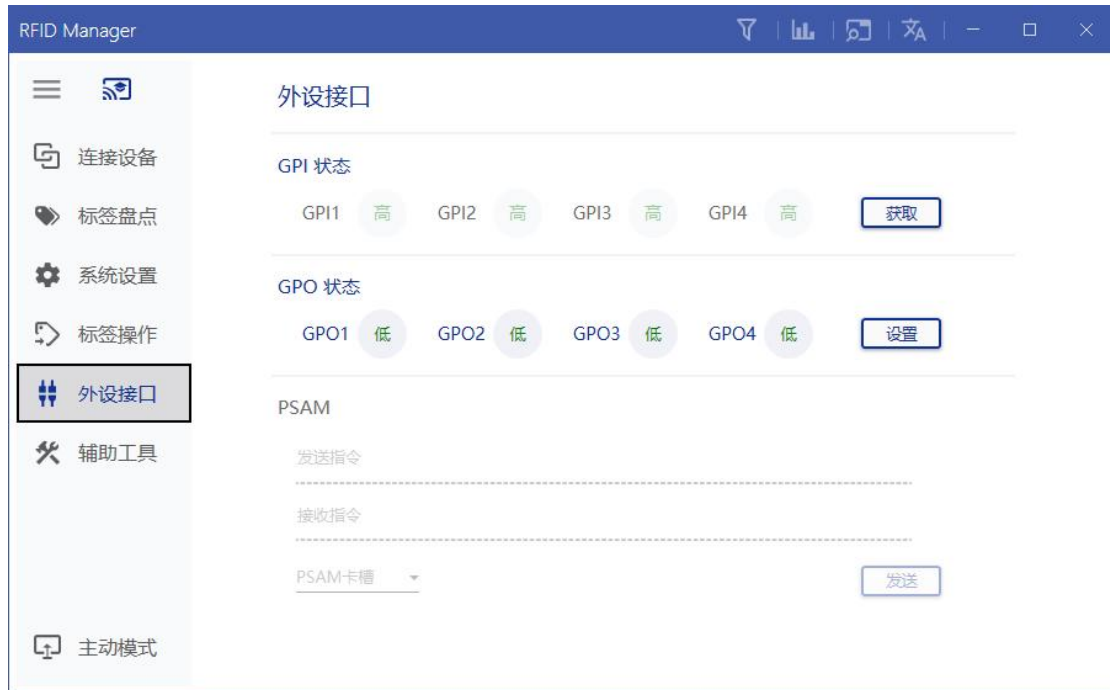 RFID Manager
外设接口
连接设备
GPI 状态
GPI1 高 GPI2 高 GPI3 高 GPI4 高 获取
标签盘点
系统设置
GPO 状态
GPO1 低 GPO2 低 GPO3 低 GPO4 低 设置
标签操作
外设接口
PSAM
辅助工具
发送指令
接收指令
PSAM卡槽 发送
主动模式